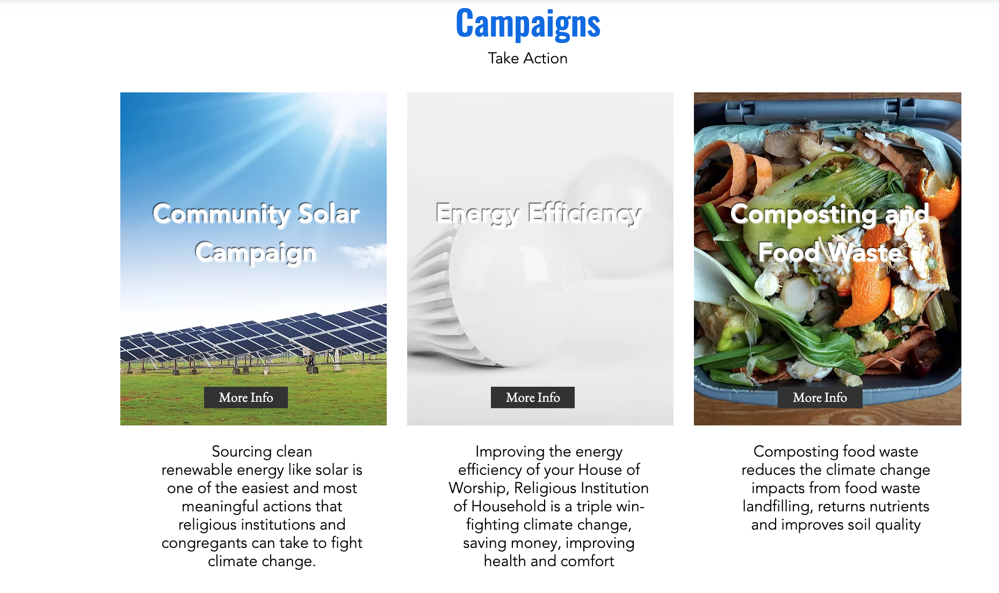 Campaigns
Take Action
Community Solar
Campaign
More Info
Sourcing clean
renewable energy like solar is
one of the easiest and most
meaningful actions that
religious institutions and
congregants can take to fight
climate change.
Energy Efficiency
More Info
Improving the energy
efficiency of your House of
Worship, Religious Institution
of Household is a triple win-
fighting climate change,
saving money, improving
health and comfort
Composting and
Food Waste
More Info
Composting food waste
reduces the climate change
impacts from food waste
landfilling, returns nutrients
and improves soil quality